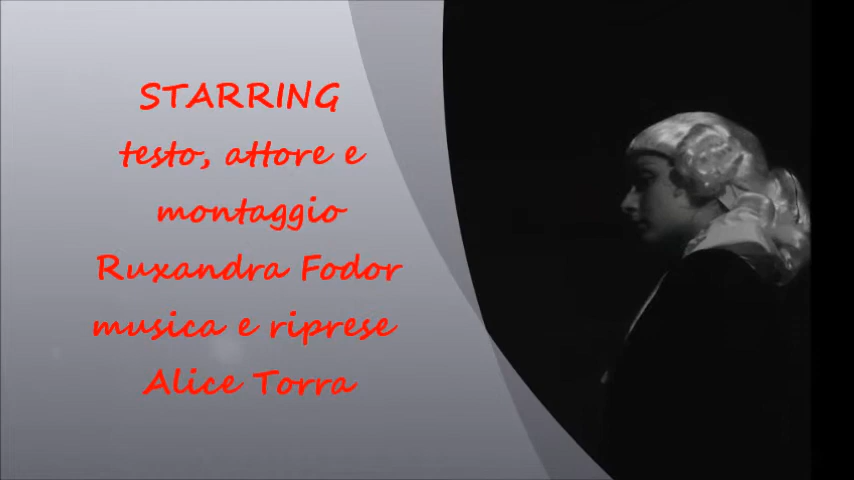 STARRING
testo, attore e
montaggio
Ruxandra Fodor
musica e riprese
Alice Torra